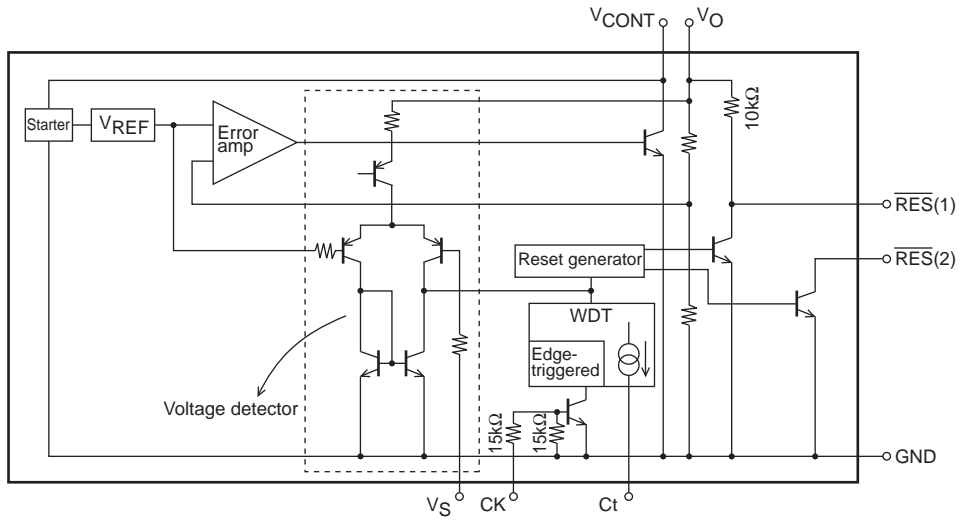 VCONT
VO
Starter
VREF
Error
amp
10kΩ
RES(1)
Reset generator
RES(2)
WDT
Edge-
triggered
Voltage detector
15kΩ
15kΩ
GND
VS
CK
Ct